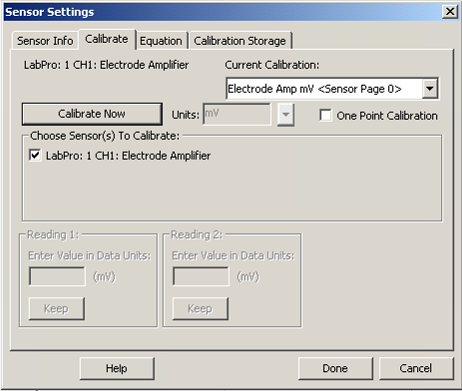 Sensor Settings
Sensor Info Calibrate Equation Calibration Storage
LabPro: 1 CH1: Electrode Amplifier
Current Calibration:
Electrode Amp mV <Sensor Page 0>
Calibrate Now Units: mV One Point Calibration
Choose Sensor(s) To Calibrate:
LabPro: 1 CH1: Electrode Amplifier
Reading 1:
Enter Value in Data Units:
(mV)
Keep
Reading 2:
Enter Value in Data Units:
(mV)
Keep
Help Done Cancel